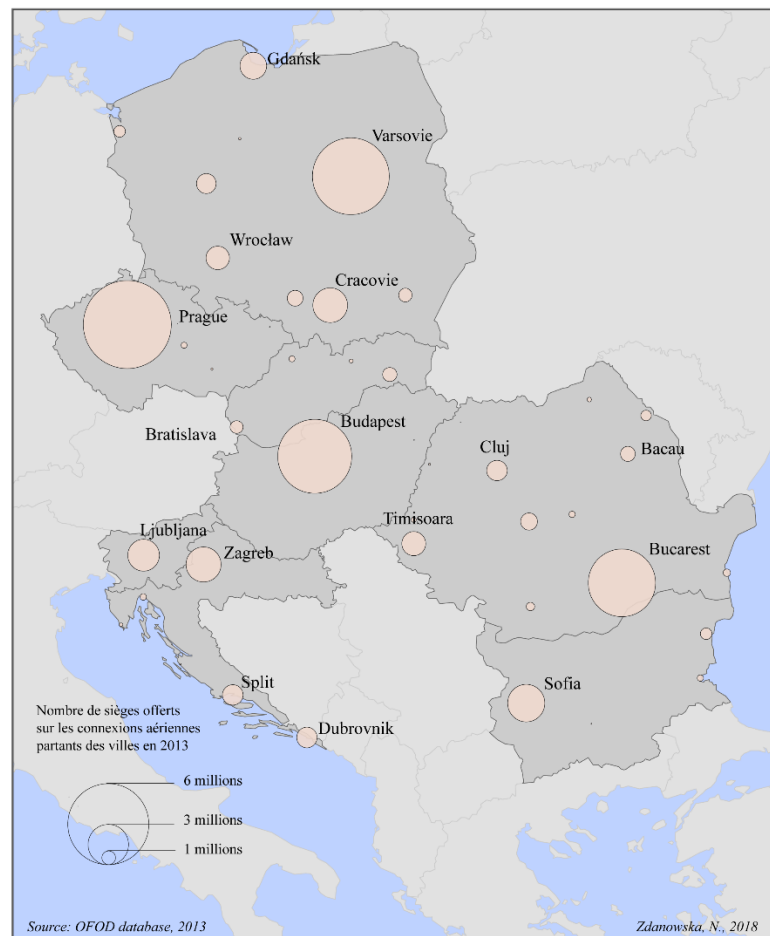 Gdańsk
Varsovie
Wrocław
Cracovie
Prague
Budapest
Bratislava
Cluj
Bacau
Timisoara
Ljubljana
Zagreb
Bucarest
Split
Sofia
Dubrovnik
Nombre de sièges offerts
sur les connexions aériennes
partants des villes en 2013
6 millions
3 millions
1 millions
Source: OFOD database, 2013
Zdanowska, N., 2018